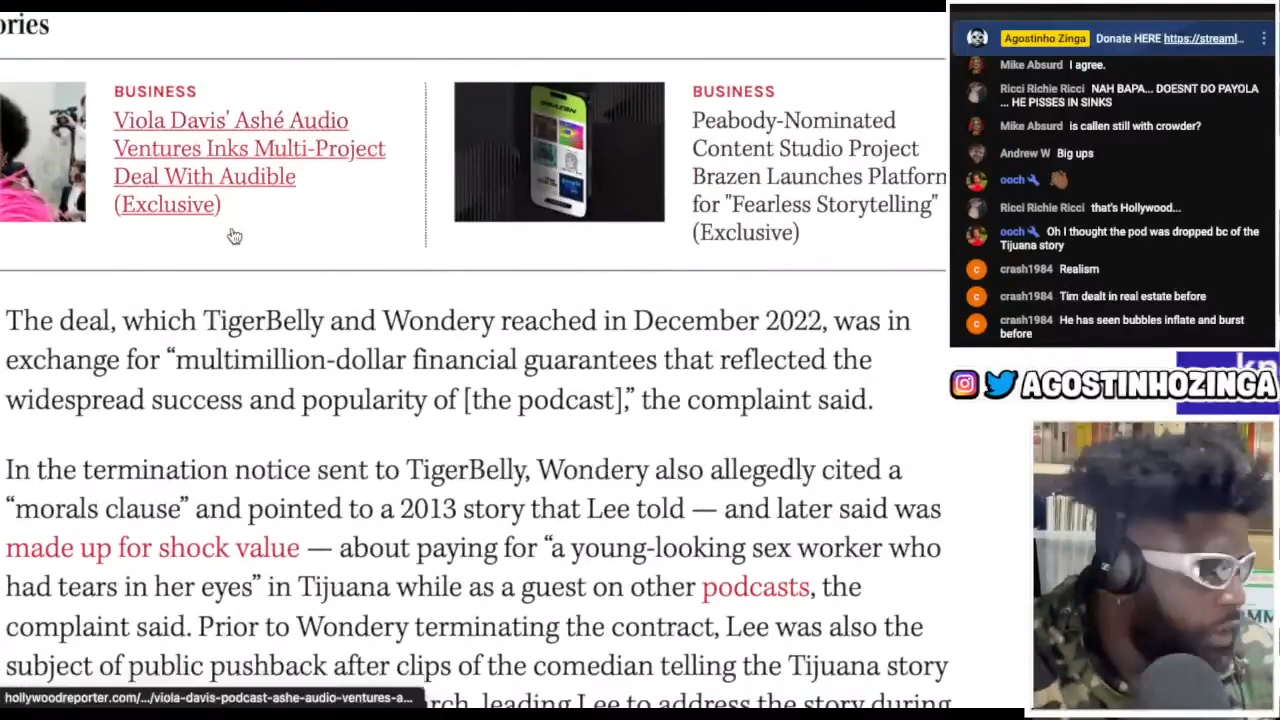 ories
BUSINESS
Viola Davis' Ashé Audio
Ventures Inks Multi-Project
Deal With Audible
(Exclusive)
BRAZEN
BUSINESS
Peabody-Nominated
Content Studio Project
Brazen Launches Platform
for "Fearless Storytelling"
(Exclusive)
The deal, which TigerBelly and Wondery reached in December 2022, was in
exchange for “multimillion-dollar financial guarantees that reflected the
widespread success and popularity of [the podcast],” the complaint said.
In the termination notice sent to TigerBelly, Wondery also allegedly cited a
“morals clause” and pointed to a 2013 story that Lee told — and later said was
made up for shock value — about paying for “a young-looking sex worker who
had tears in her eyes” in Tijuana while as a guest on other podcasts, the
complaint said. Prior to Wondery terminating the contract, Lee was also the
subject of public pushback after clips of the comedian telling the Tijuana story
rch, leading Lee to address the story during
hollywoodreporter.com/.../viola-davis-podcast-ashe-audio-ventures-a...
Agostinho Zinga Donate HERE https://streaml...
Mike Absurd I agree.
Ricci Richie Ricci NAH BAPA... DOESNT DO PAYOLA
... HE PISSES IN SINKS
Mike Absurd is callen still with crowder?
Andrew W Big ups
ooch
Ricci Richie Ricci that's Hollywood...
ooch Oh I thought the pod was dropped bc of the
Tijuana story
crash1984 Realism
crash1984 Tim dealt in real estate before
crash1984 He has seen bubbles inflate and burst
before
AGOSTINHOZINGA